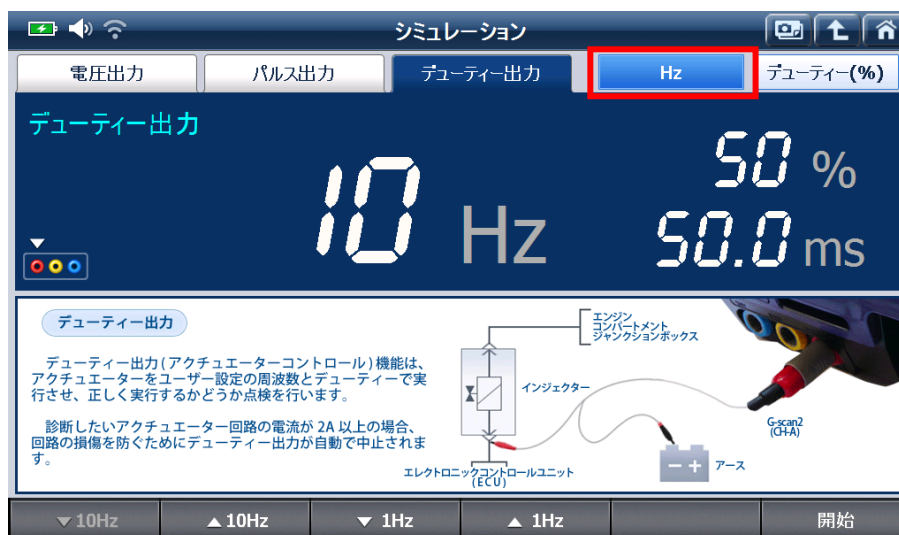 シミュレーション
電圧出力
パルス出力
デューティー出力
Hz
デューティー(%)
デューティー出力
10 Hz
50 %
50.0 ms
デューティー出力
デューティー出力(アクチュエーターコントロール)機能は、
アクチュエーターをユーザー設定の周波数とデューティーで実
行させ、正しく実行するかどうか点検を行います。
診断したいアクチュエーター回路の電流が 2A 以上の場合、
回路の損傷を防ぐためにデューティー出力が自動で中止されま
す。
エンジン
コンパートメント
ジャンクションボックス
インジェクター
G-scan2
(CH-A)
アース
エレクトロニックコントロールユニット
(ECU)
▼10Hz
▲10Hz
▼ 1Hz
▲ 1Hz
開始